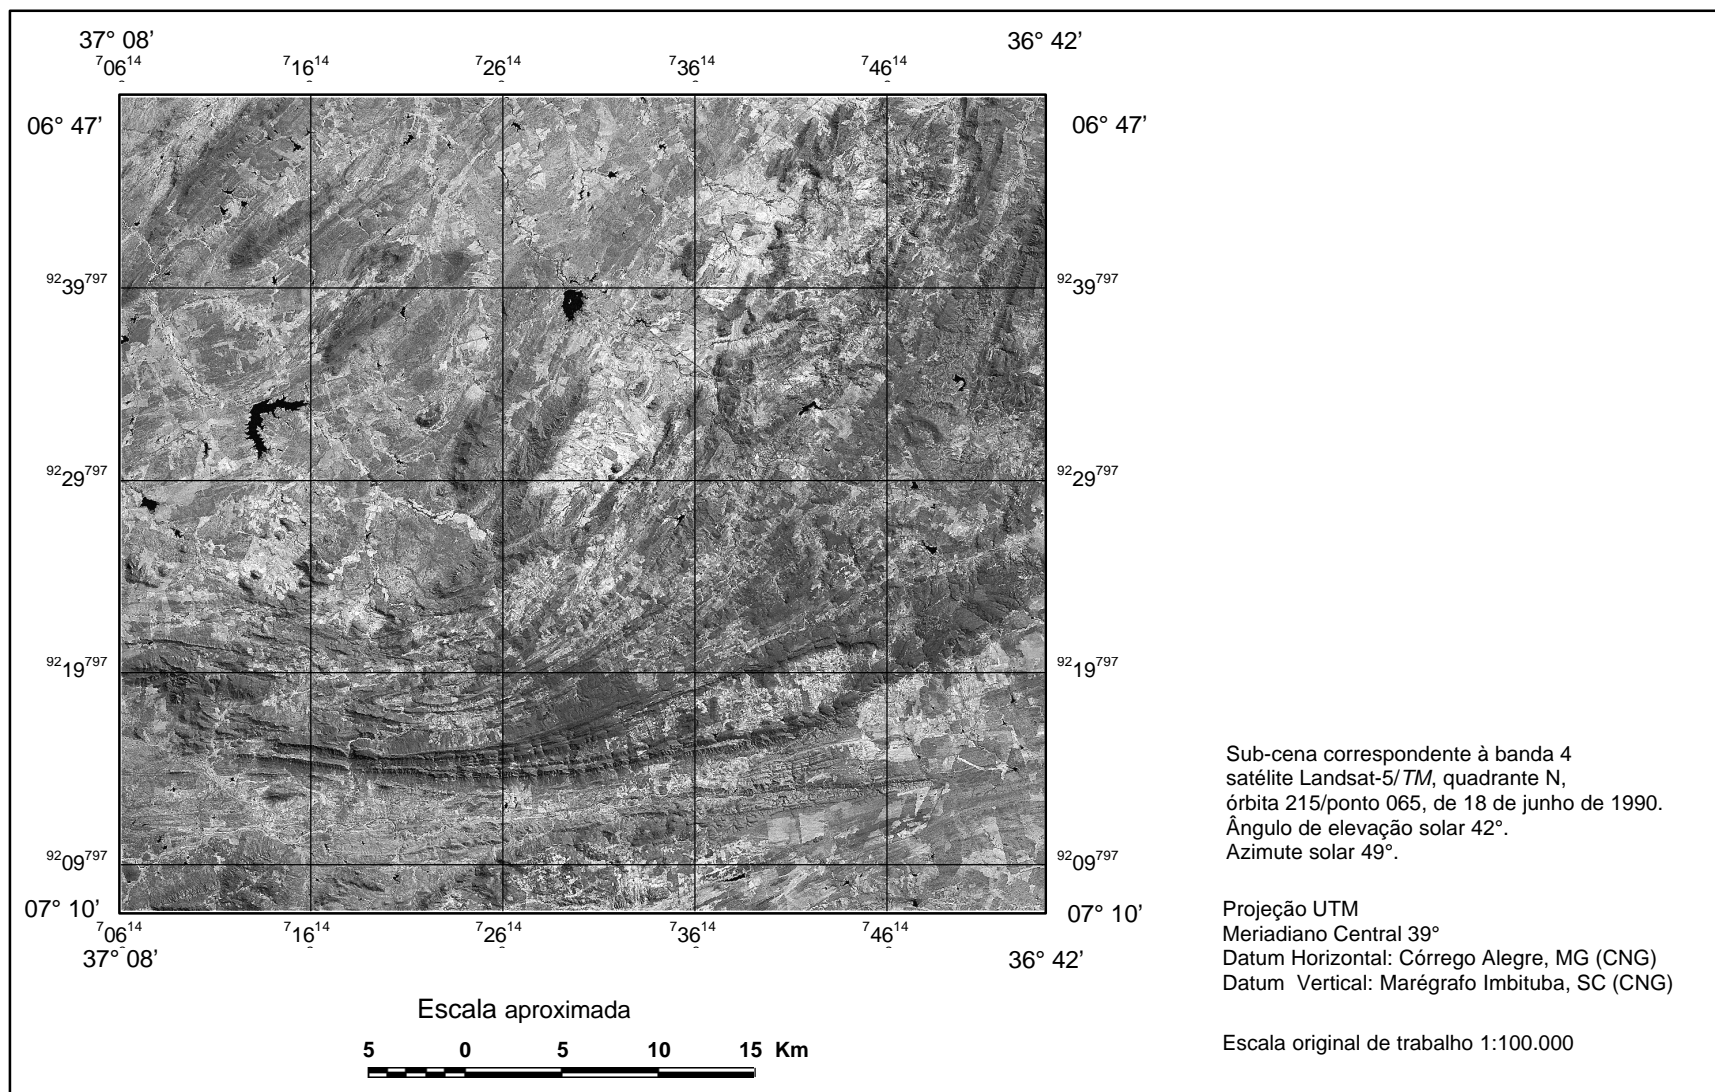 37° 08’ 36° 42’
⁷06¹⁴ ⁷16¹⁴ ⁷26¹⁴ ⁷36¹⁴ ⁷46¹⁴
06° 47’ 06° 47’
⁹²39⁷⁹⁷ ⁹²39⁷⁹⁷
⁹²29⁷⁹⁷ ⁹²29⁷⁹⁷
⁹²19⁷⁹⁷ ⁹²19⁷⁹⁷
⁹²09⁷⁹⁷ ⁹²09⁷⁹⁷
07° 10’ 07° 10’
⁷06¹⁴ ⁷16¹⁴ ⁷26¹⁴ ⁷36¹⁴ ⁷46¹⁴
37° 08’ 36° 42’
Escala aproximada
5 0 5 10 15 Km
Sub-cena correspondente à banda 4
satélite Landsat-5/TM, quadrante N,
órbita 215/ponto 065, de 18 de junho de 1990.
Ângulo de elevação solar 42°.
Azimute solar 49°.
Projeção UTM
Meriadiano Central 39°
Datum Horizontal: Córrego Alegre, MG (CNG)
Datum Vertical: Marégrafo Imbituba, SC (CNG)
Escala original de trabalho 1:100.000